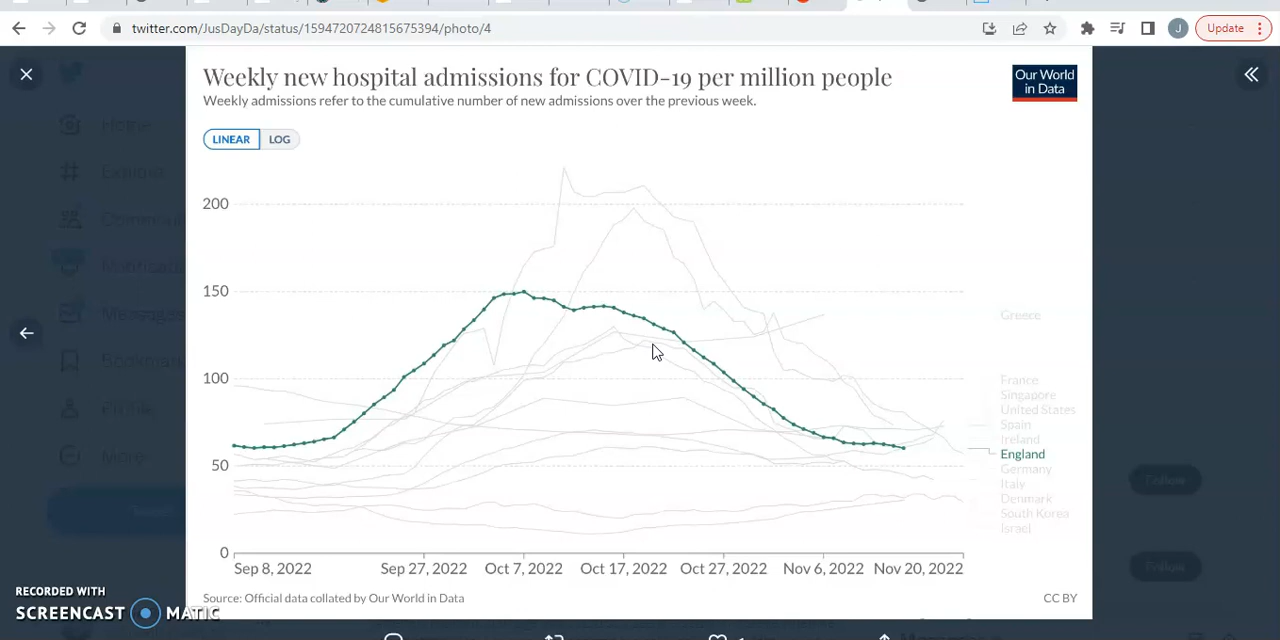 twitter.com/JusDayDa/status/1594720724815675394/photo/4
J
Update
Weekly new hospital admissions for COVID-19 per million people
Weekly admissions refer to the cumulative number of new admissions over the previous week.
Our World
in Data
LINEAR
LOG
200
150
100
50
0
Greece
France
Singapore
United States
Spain
Ireland
England
Germany
Italy
Denmark
South Korea
Israel
Sep 8, 2022
Sep 27, 2022
Oct 7, 2022
Oct 17, 2022
Oct 27, 2022
Nov 6, 2022
Nov 20, 2022
Source: Official data collated by Our World in Data
CC BY
Home
More
Follow
Follow
RECORDED WITH
SCREENCAST MATIC